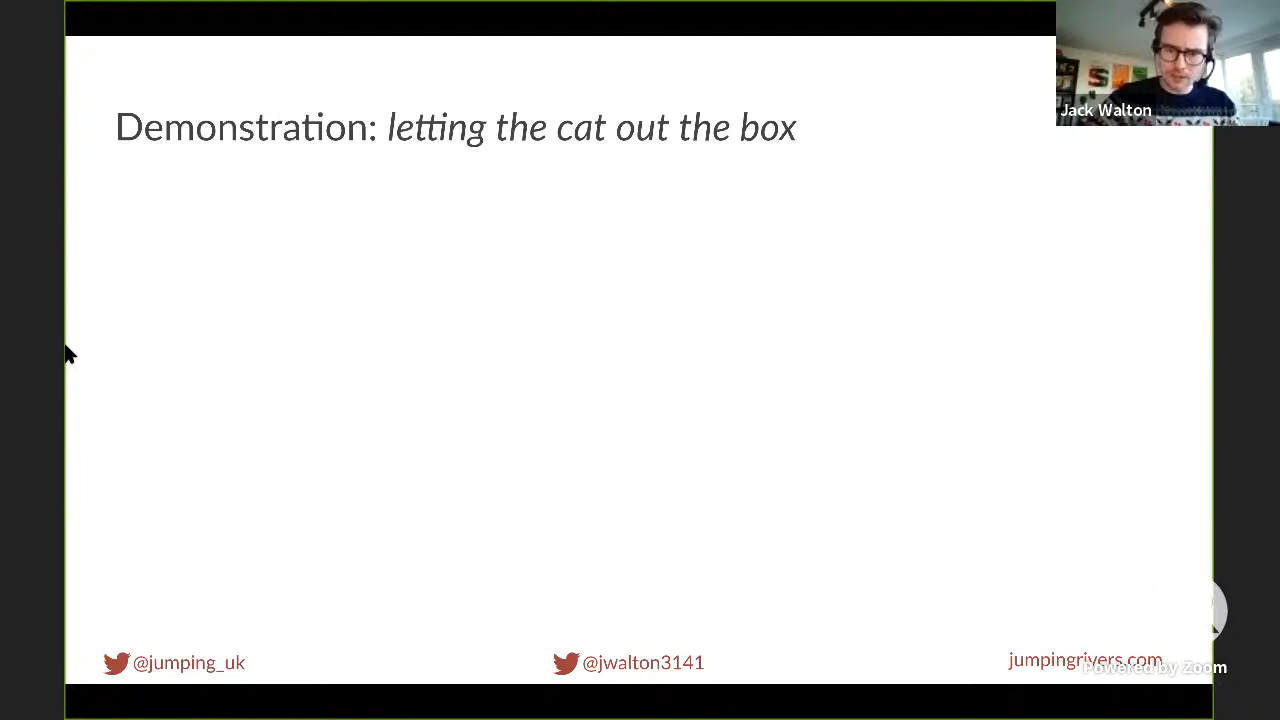 Jack Walton
Demonstration: letting the cat out the box
@jumping_uk
@jwalton3141
jumpingrivers.com
Powered by Zoom